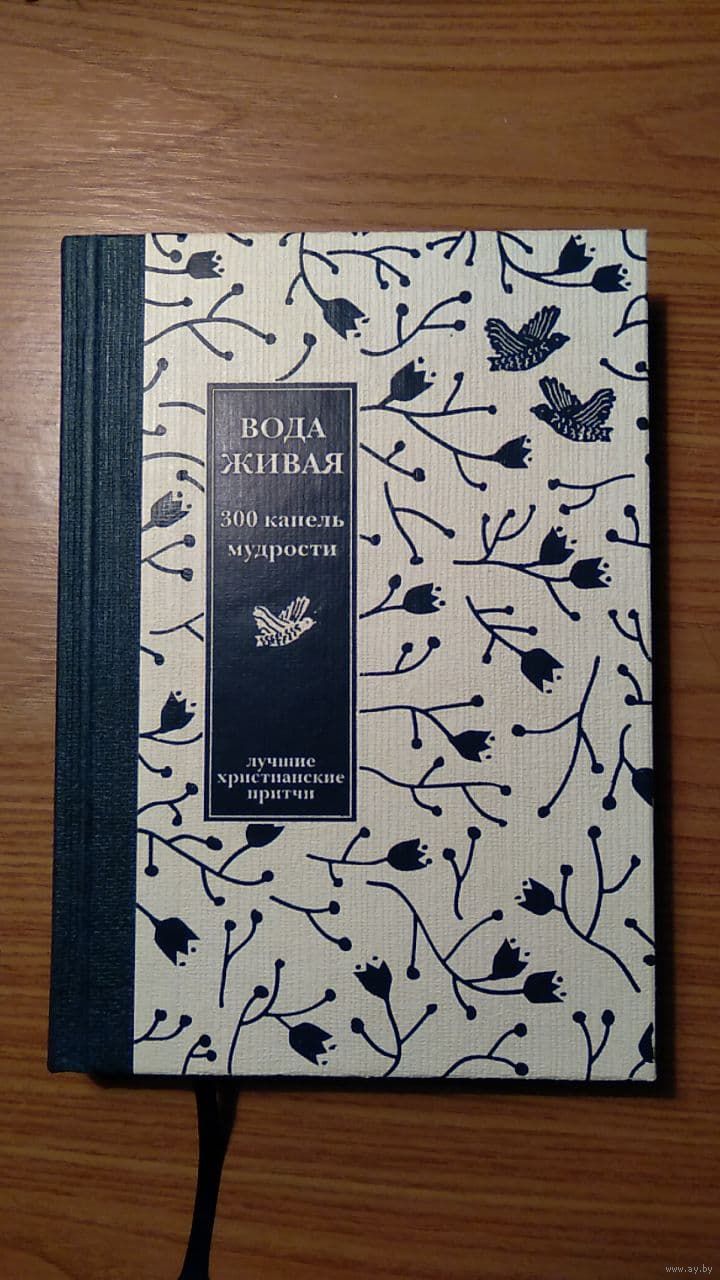 ВОДА
ЖИВАЯ
300 капель
мудрости
лучшие
христианские
притчи
www.ay.by